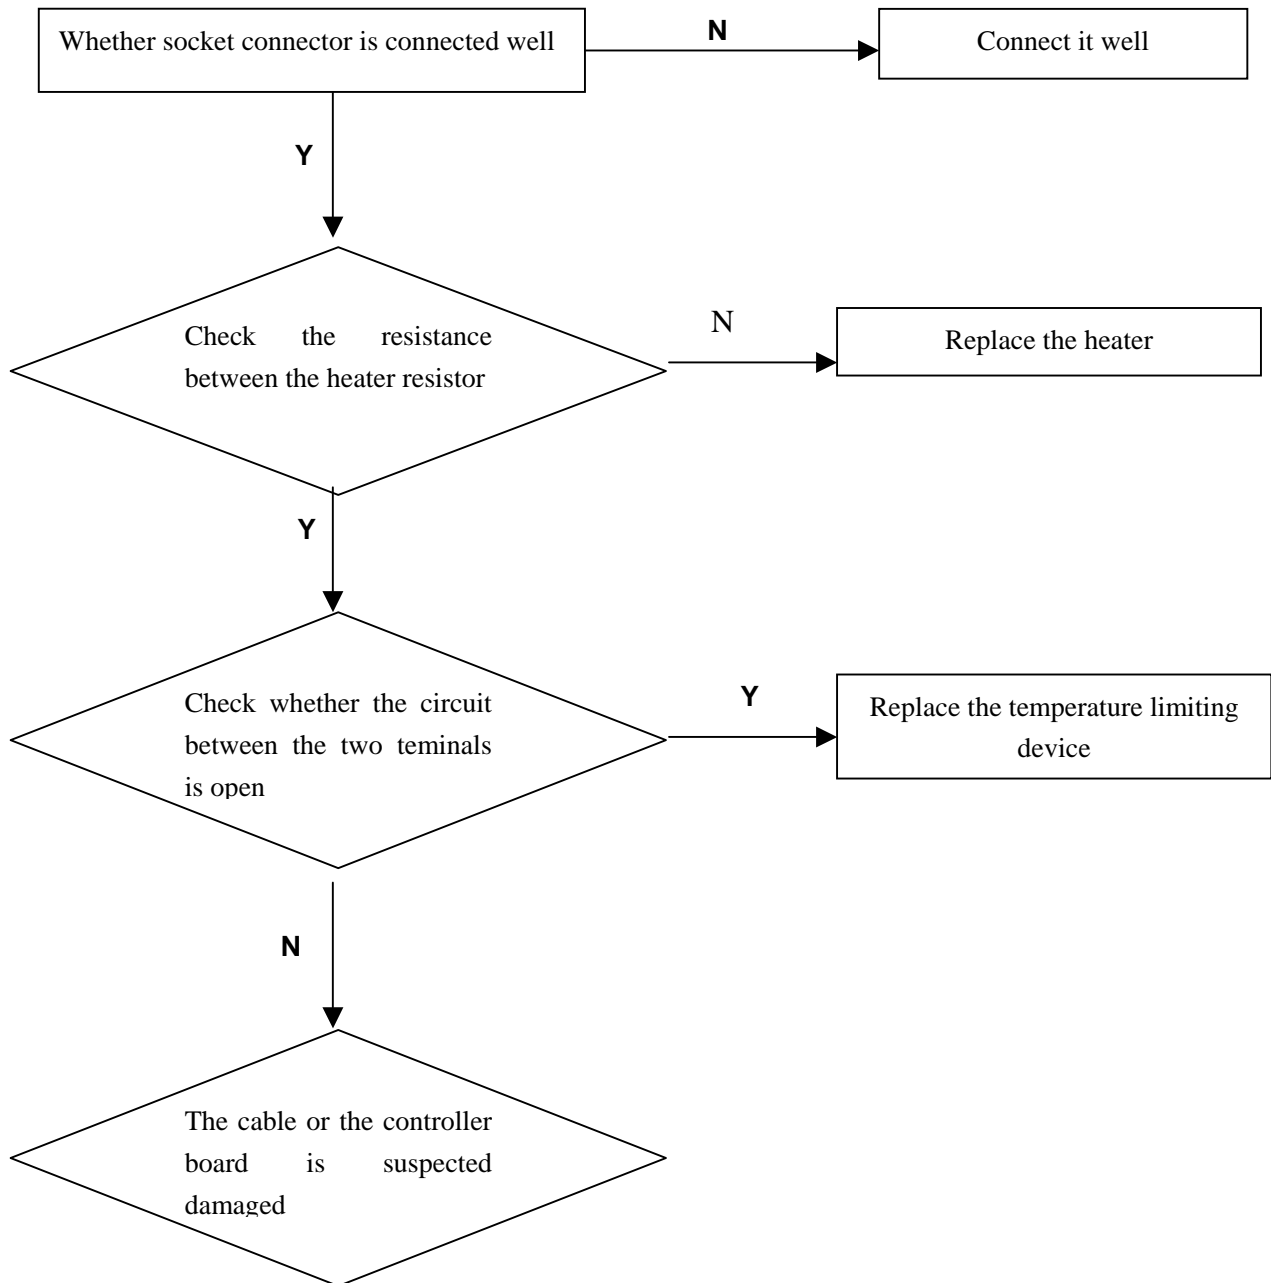 Whether socket connector is connected well
N
Connect it well
Y
Check the resistance
between the heater resistor
N
Replace the heater
Y
Check whether the circuit
between the two teminals
is open
Y
Replace the temperature limiting
device
N
The cable or the controller
board is suspected
damaged